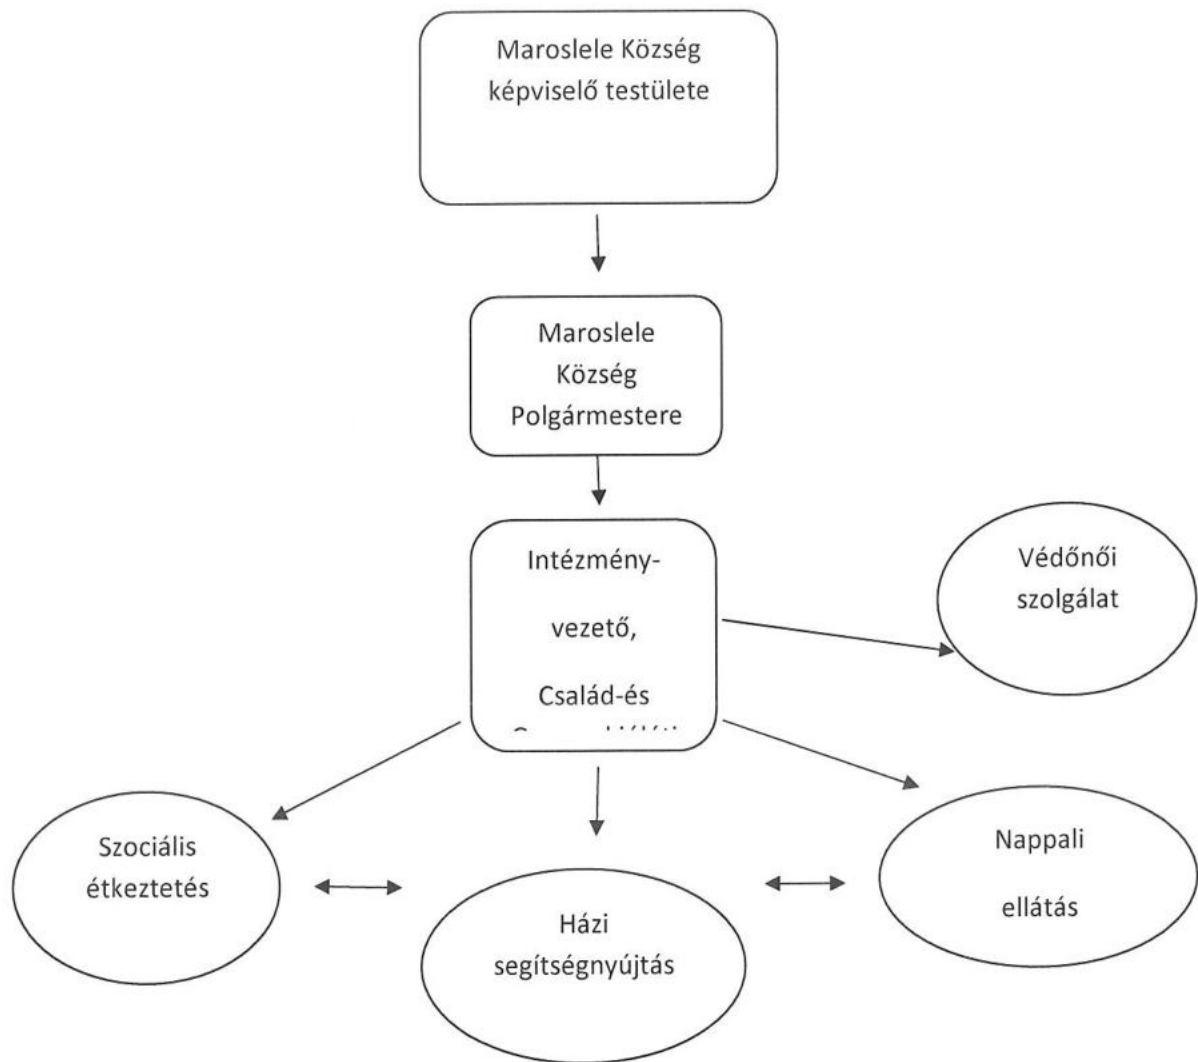 Maroslele Község
képviselő testülete
Maroslele
Község
Polgármestere
Intézmény-
vezető,
Család-és
Védőnői
szolgálat
Szociális
étkeztetés
Házi
segítségnyújtás
Nappali
ellátás